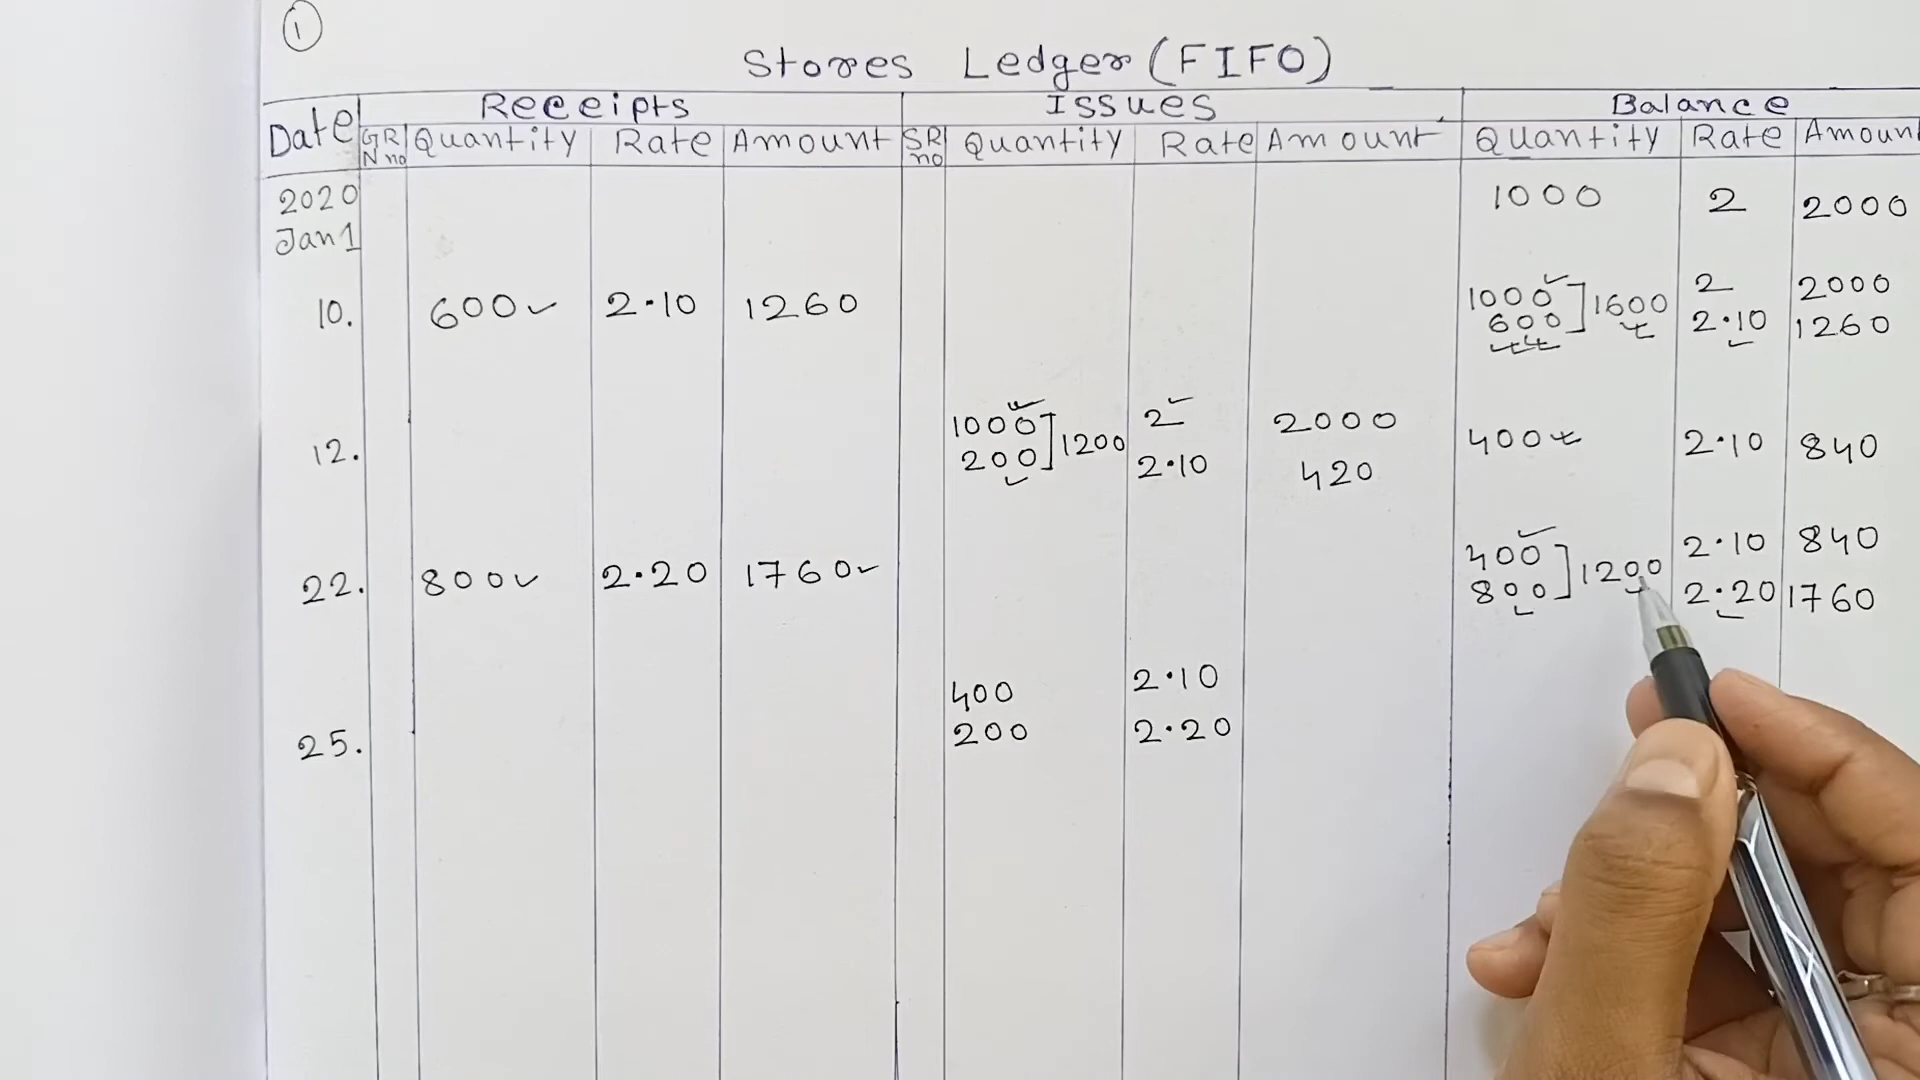 1
Stores Ledger (FIFO)
Date Receipts Issues Balance
GR N no Quantity Rate Amount SR no Quantity Rate Amount Quantity Rate Amoun
2020 1000 2 2000
Jan 1
10. 600 2.10 1260 1000 ] 1600 2 2000
600 2.10 1260
12. 1000 ] 1200 2 2000 400 2.10 840
200 2.10 420
22. 800 2.20 1760 400 ] 1200 2.10 840
800 2.20 1760
25. 400 2.10
200 2.20